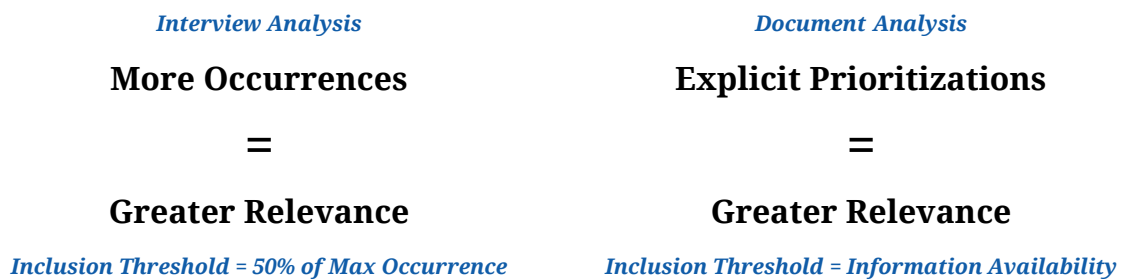 Interview Analysis
More Occurrences
=
Greater Relevance
Inclusion Threshold = 50% of Max Occurrence
Document Analysis
Explicit Prioritizations
=
Greater Relevance
Inclusion Threshold = Information Availability